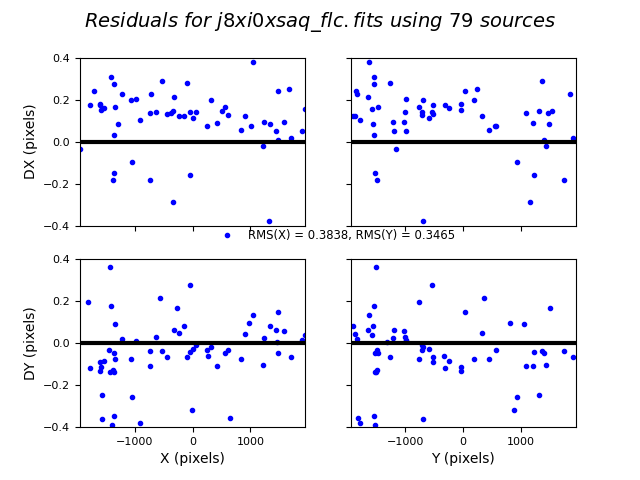 Residuals for j8xi0xsaq_flc.fits using 79 sources
0.4
0.2
0.0
−0.2
−0.4
DX (pixels)
RMS(X) = 0.3838, RMS(Y) = 0.3465
0.4
0.2
0.0
−0.2
−0.4
DY (pixels)
−1000 0 1000
−1000 0 1000
X (pixels)
Y (pixels)